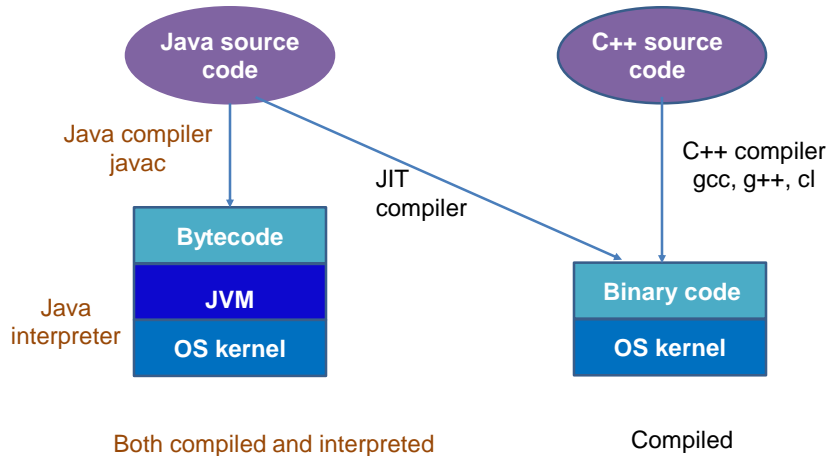 Java source
code
C++ source
code
Java compiler
javac
JIT
compiler
C++ compiler
gcc, g++, cl
Bytecode
JVM
OS kernel
Java
interpreter
Binary code
OS kernel
Both compiled and interpreted
Compiled